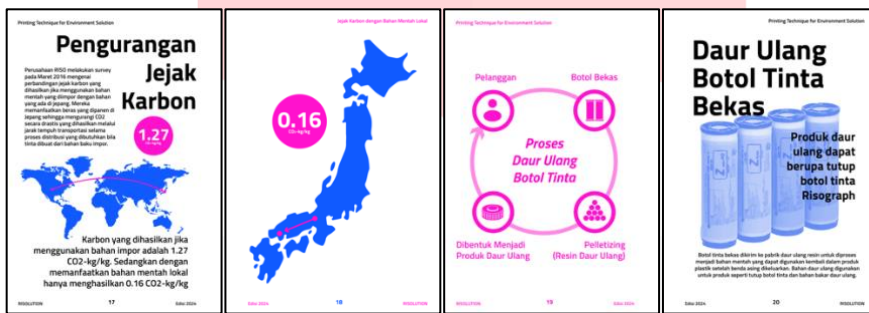 Printing Technique for Environment Solution
Pengurangan
Jejak
Karbon
Perusahaan RISO melakukan survey
pada Maret 2016 mengenai
perbandingan jejak karbon yang
dihasilkan jika menggunakan bahan
mentah yang diimpor dengan bahan
yang ada di Jepang. Mereka
memanfaatkan beras yang dipanen di
Jepang sehingga mengurangi CO2
secara drastis yang dihasilkan melalui
jarak tempuh transportasi selama
proses distribusi yang dibutuhkan bila
tinta dibuat dari bahan baku impor.
1.27
CO2-kg/kg
Karbon yang dihasilkan jika
menggunakan bahan impor adalah 1.27
CO2-kg/kg. Sedangkan dengan
memanfaatkan bahan mentah lokal
hanya menghasilkan 0.16 CO2-kg/kg
RISOLUTION
17
Edisi 2024
Jejak Karbon dengan Bahan Mentah Lokal
0.16
CO2-kg/kg
Edisi 2024
18
RISOLUTION
Printing Technique for Environment Solution
Pelanggan
Botol Bekas
Proses
Daur Ulang
Botol Tinta
Dibentuk Menjadi
Produk Daur Ulang
Pelletizing
(Resin Daur Ulang)
RISOLUTION
19
Edisi 2024
Printing Technique for Environment Solution
Daur Ulang
Botol Tinta
Bekas
Produk daur
ulang dapat
berupa tutup
botol tinta
Risograph
Botol tinta bekas dikirim ke pabrik daur ulang resin untuk diproses
menjadi bahan mentah yang dapat digunakan kembali dalam produk
plastik setelah benda asing dikeluarkan. Bahan daur ulang digunakan
untuk produk seperti tutup botol tinta dan bahan bakar daur ulang.
Edisi 2024
20
RISOLUTION